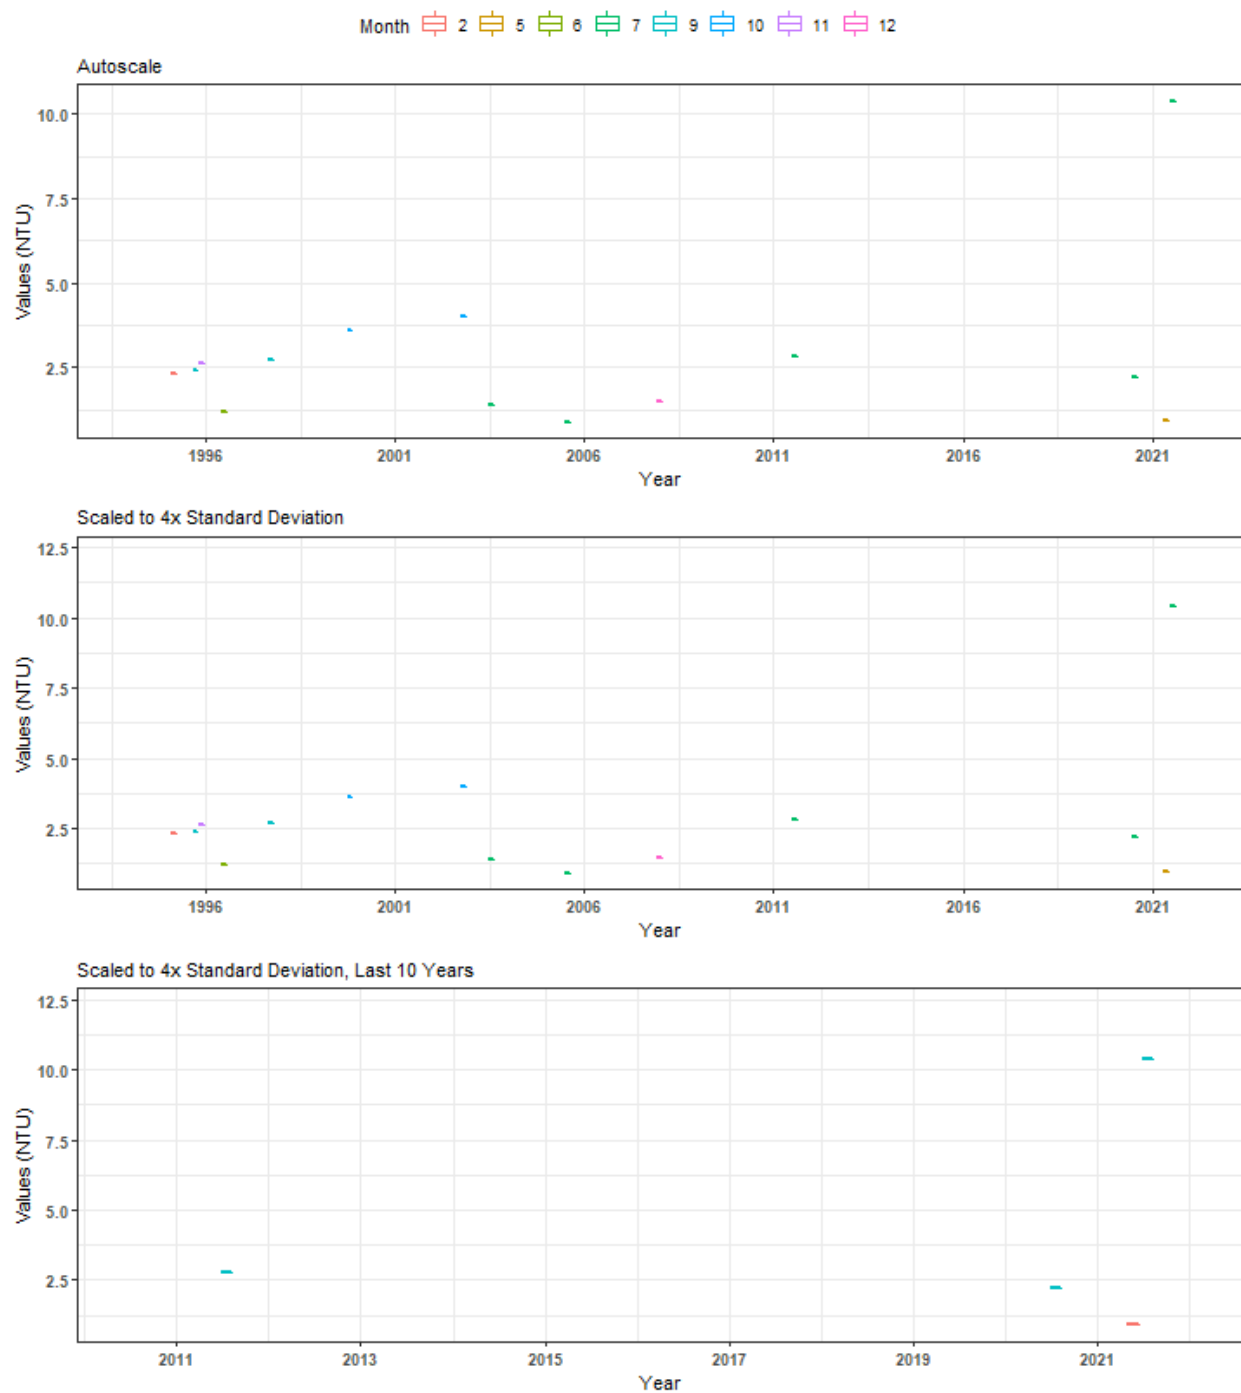 Month 2 5 6 7 9 10 11 12
Autoscale
10.0
7.5
5.0
2.5
Values (NTU)
1996 2001 2006 2011 2016 2021
Year
Scaled to 4x Standard Deviation
12.5
10.0
7.5
5.0
2.5
Values (NTU)
1996 2001 2006 2011 2016 2021
Year
Scaled to 4x Standard Deviation, Last 10 Years
12.5
10.0
7.5
5.0
2.5
Values (NTU)
2011 2013 2015 2017 2019 2021
Year